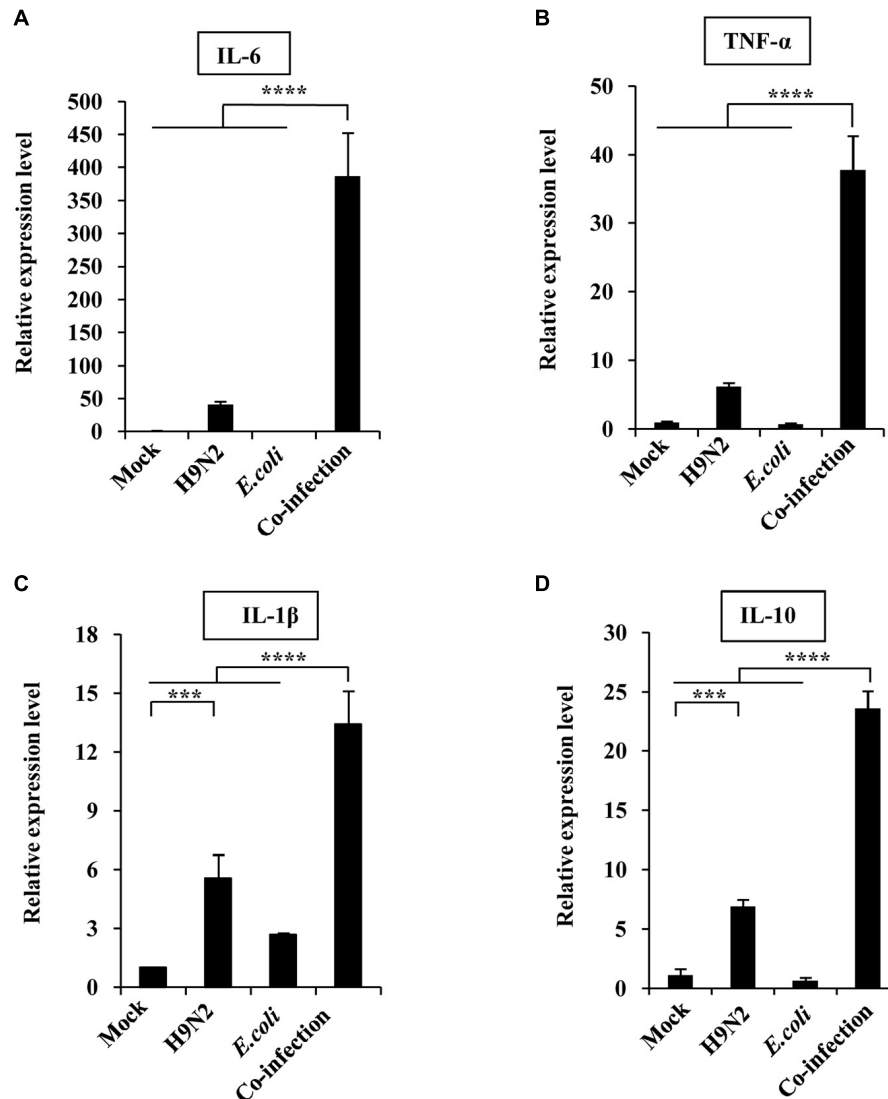 A
IL-6
Relative expression level
500
450
400
350
300
250
200
150
100
50
0
****
Mock
H9N2
E.coli
Co-infection
B
TNF-α
Relative expression level
50
40
30
20
10
0
****
Mock
H9N2
E.coli
Co-infection
C
IL-1β
Relative expression level
18
15
12
9
6
3
0
****
***
Mock
H9N2
E.coli
Co-infection
D
IL-10
Relative expression level
30
25
20
15
10
5
0
****
***
Mock
H9N2
E.coli
Co-infection